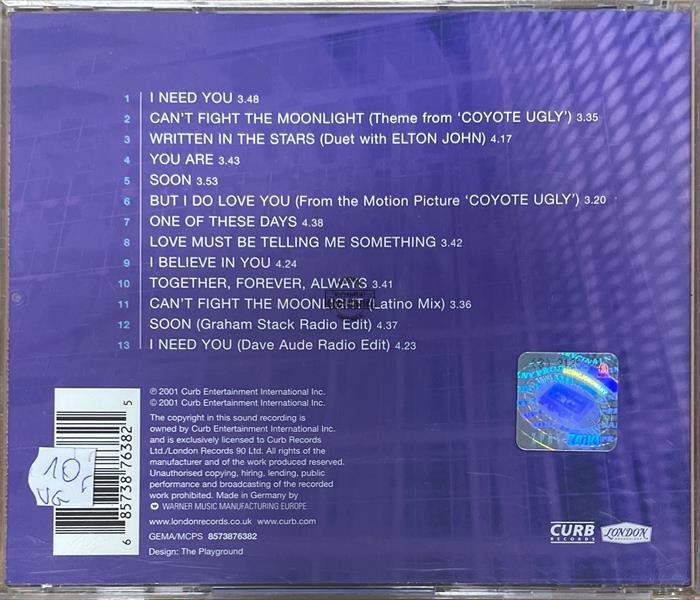 1 I NEED YOU 3.48
2 CAN'T FIGHT THE MOONLIGHT (Theme from 'COYOTE UGLY') 3.35
3 WRITTEN IN THE STARS (Duet with ELTON JOHN) 4.17
4 YOU ARE 3.43
5 SOON 3.53
6 BUT I DO LOVE YOU (From the Motion Picture 'COYOTE UGLY') 3.20
7 ONE OF THESE DAYS 4.38
8 LOVE MUST BE TELLING ME SOMETHING 3.42
9 I BELIEVE IN YOU 4.24
10 TOGETHER, FOREVER, ALWAYS 3.41
11 CAN'T FIGHT THE MOONLIGHT (Latino Mix) 3.36
12 SOON (Graham Stack Radio Edit) 4.37
13 I NEED YOU (Dave Aude Radio Edit) 4.23
℗ 2001 Curb Entertainment International Inc.
© 2001 Curb Entertainment International Inc.
The copyright in this sound recording is
owned by Curb Entertainment International Inc.
and is exclusively licensed to Curb Records
Ltd./London Records 90 Ltd. All rights of the
manufacturer and of the work produced reserved.
Unauthorised copying, hiring, lending, public
performance and broadcasting of the recorded
work prohibited. Made in Germany by
WARNER MUSIC MANUFACTURING EUROPE
www.londonrecords.co.uk www.curb.com
GEMA/MCPS 8573876382
Design: The Playground
6 85738 76382 5
10
VG
CURB
RECORDS
LONDON
RECORDINGS